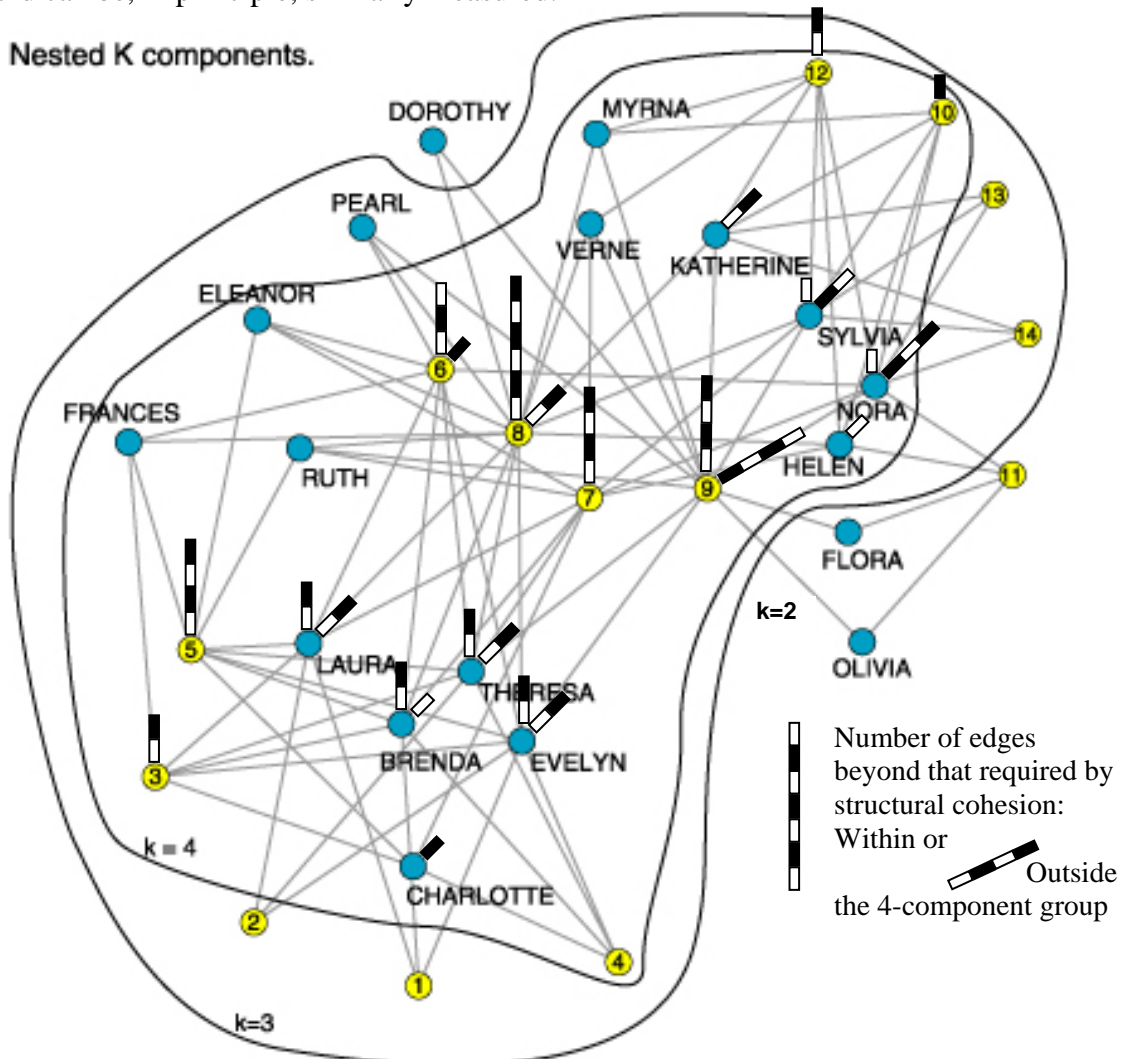 Nested K components.
12
10
DOROTHY
MYRNA
13
PEARL
VERNE
KATHERINE
ELEANOR
SYLVIA
14
6
NORA
FRANCES
8
HELEN
RUTH
7
9
11
FLORA
k=2
5
LAURA
OLIVIA
THERESA
BRENDA
EVELYN
3
Number of edges
beyond that required by
structural cohesion:
Within or
Outside
the 4-component group
k = 4
CHARLOTTE
2
4
1
k=3